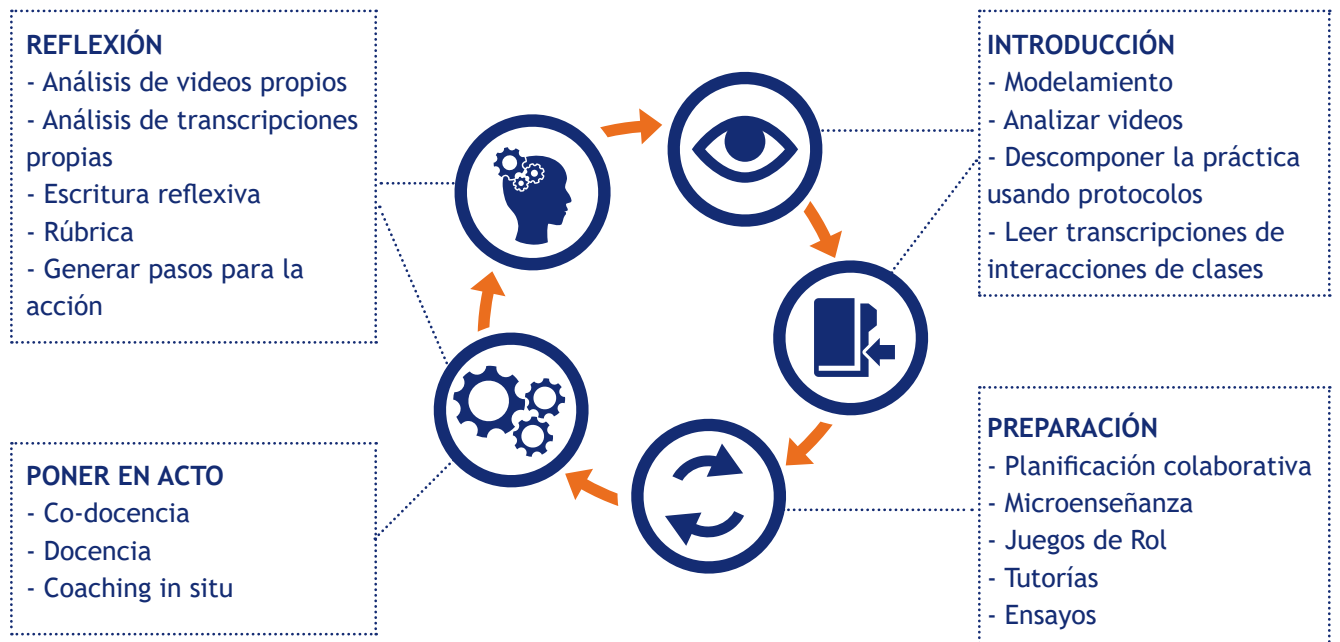 REFLEXIÓN
- Análisis de videos propios
- Análisis de transcripciones
propias
- Escritura reflexiva
- Rúbrica
- Generar pasos para la
acción
INTRODUCCIÓN
- Modelamiento
- Analizar videos
- Descomponer la práctica
usando protocolos
- Leer transcripciones de
interacciones de clases
PONER EN ACTO
- Co-docencia
- Docencia
- Coaching in situ
PREPARACIÓN
- Planificación colaborativa
- Microenseñanza
- Juegos de Rol
- Tutorías
- Ensayos